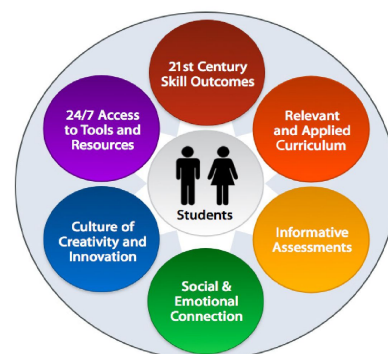 21st Century
Skill Outcomes
24/7 Access
to Tools and
Resources
Relevant
and Applied
Curriculum
Students
Culture of
Creativity and
Innovation
Informative
Assessments
Social &
Emotional
Connection